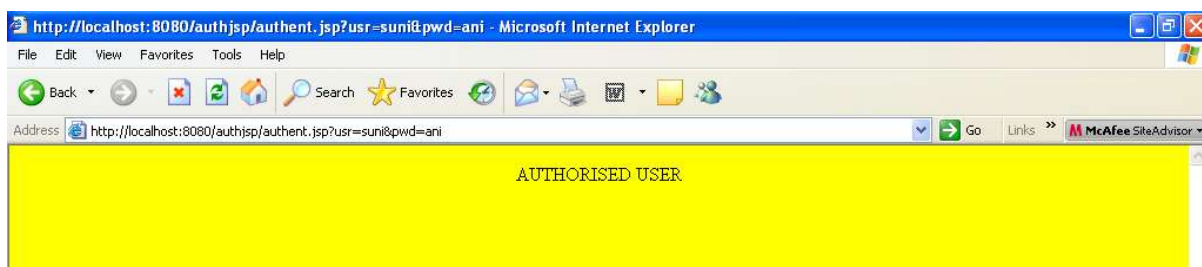 http://localhost:8080/authjsp/authent.jsp?usr=suni&pwd=ani - Microsoft Internet Explorer
File Edit View Favorites Tools Help
Back Search Favorites
Address http://localhost:8080/authjsp/authent.jsp?usr=suni&pwd=ani Go Links » McAfee SiteAdvisor
AUTHORISED USER